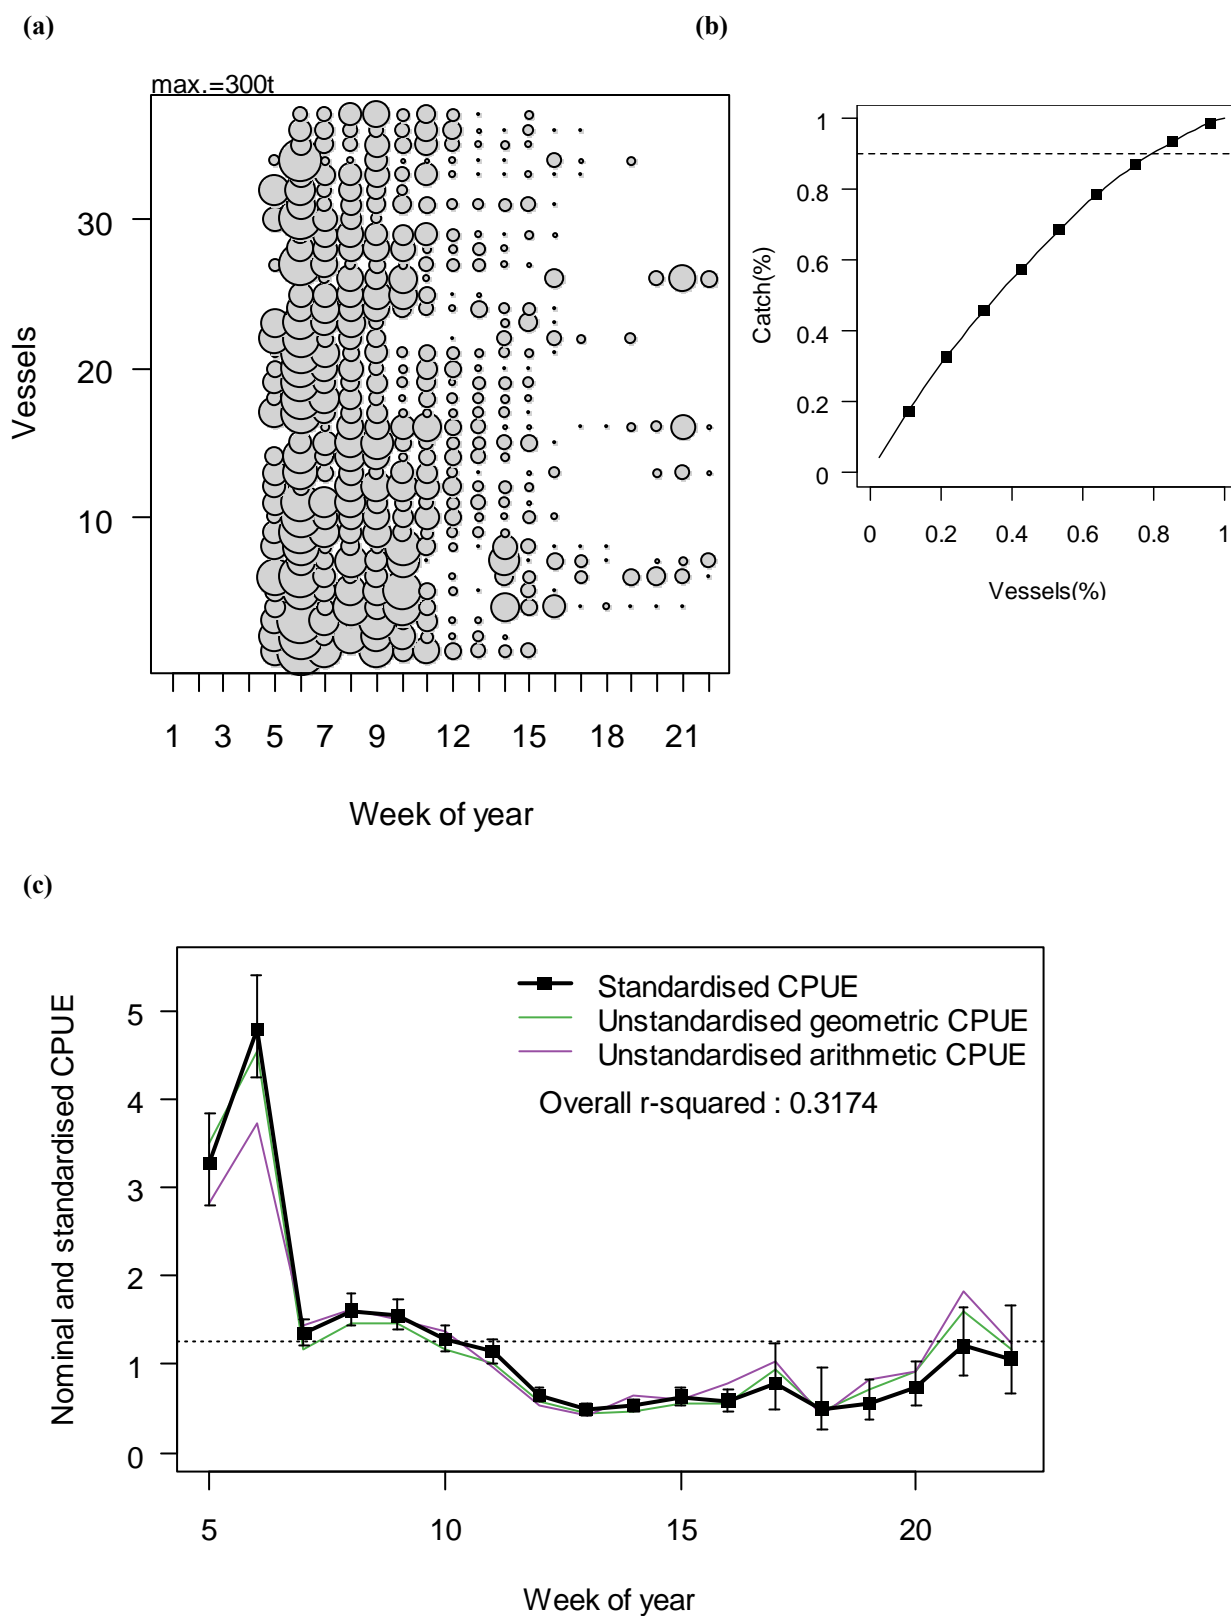 (a)
max.=300t
Vessels
30
20
10
1 3 5 7 9 12 15 18 21
Week of year
(b)
Catch(%)
1
0.8
0.6
0.4
0.2
0
0 0.2 0.4 0.6 0.8 1
Vessels(%)
(c)
Nominal and standardised CPUE
5
4
3
2
1
0
Standardised CPUE
Unstandardised geometric CPUE
Unstandardised arithmetic CPUE
Overall r-squared : 0.3174
5 10 15 20
Week of year